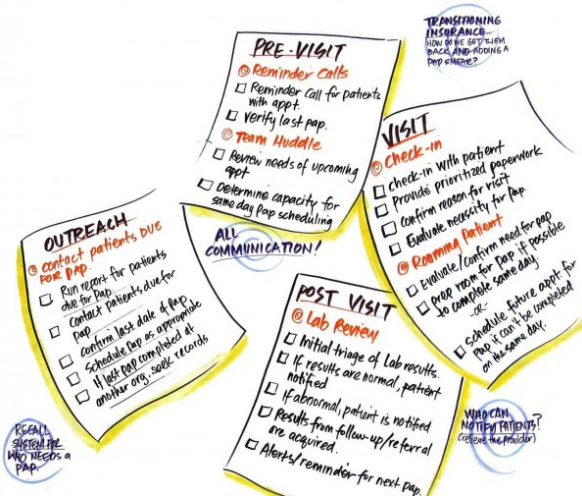 TRANSITIONING
INSURANCE...
HOW DO WE GET THEM
BACK AND ADDING A
PAP SMEAR?
PRE-VISIT
Reminder Calls
Reminder Call for patients
with appt.
Verify last pap.
Team Huddle
Review needs of upcoming
appt
Determine capacity for
same day Pap scheduling
VISIT
Check-in
Check-in with patient
Provide prioritized paperwork
Confirm reason for visit
Evaluate necessity for Pap.
Rooming Patient
Evaluate/confirm need for pap
prep room for Pap if possible
to complete same day.
-OR-
schedule future appt. for
Pap if can't be completed
on the same day.
OUTREACH
contact patients DUE
FOR PAP.
Run report for patients
due for Pap.
Contact patients due for
Pap
confirm last date of Pap
Schedule Pap as appropriate
If last pap completed at
another org. seek records
ALL
COMMUNICATION!
POST VISIT
Lab Review
Initial triage of Lab results.
If results are normal, patient
notified
If abnormal, patient is notified
Results from follow-up/referral
are acquired.
Alerts/reminder for next pap.
RECALL
SYSTEM FOR
WHO NEEDS a
PAP.
WHO CAN
NOTIFY PATIENTS?
(relieve the provider)